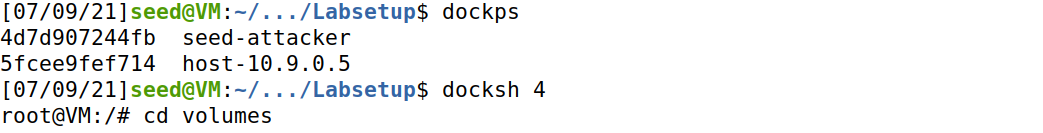 [07/09/21]seed@VM:~/.../Labsetup$ dockps
4d7d907244fb  seed-attacker
5fcee9fef714  host-10.9.0.5
[07/09/21]seed@VM:~/.../Labsetup$ docksh 4
root@VM:/# cd volumes